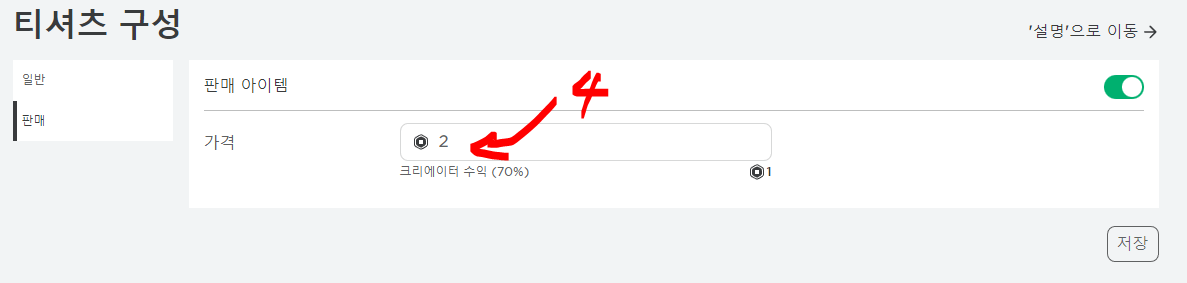 티셔츠 구성
'설명'으로 이동 →
일반
판매
판매 아이템
4
가격
2
크리에이터 수익 (70%)
1
저장